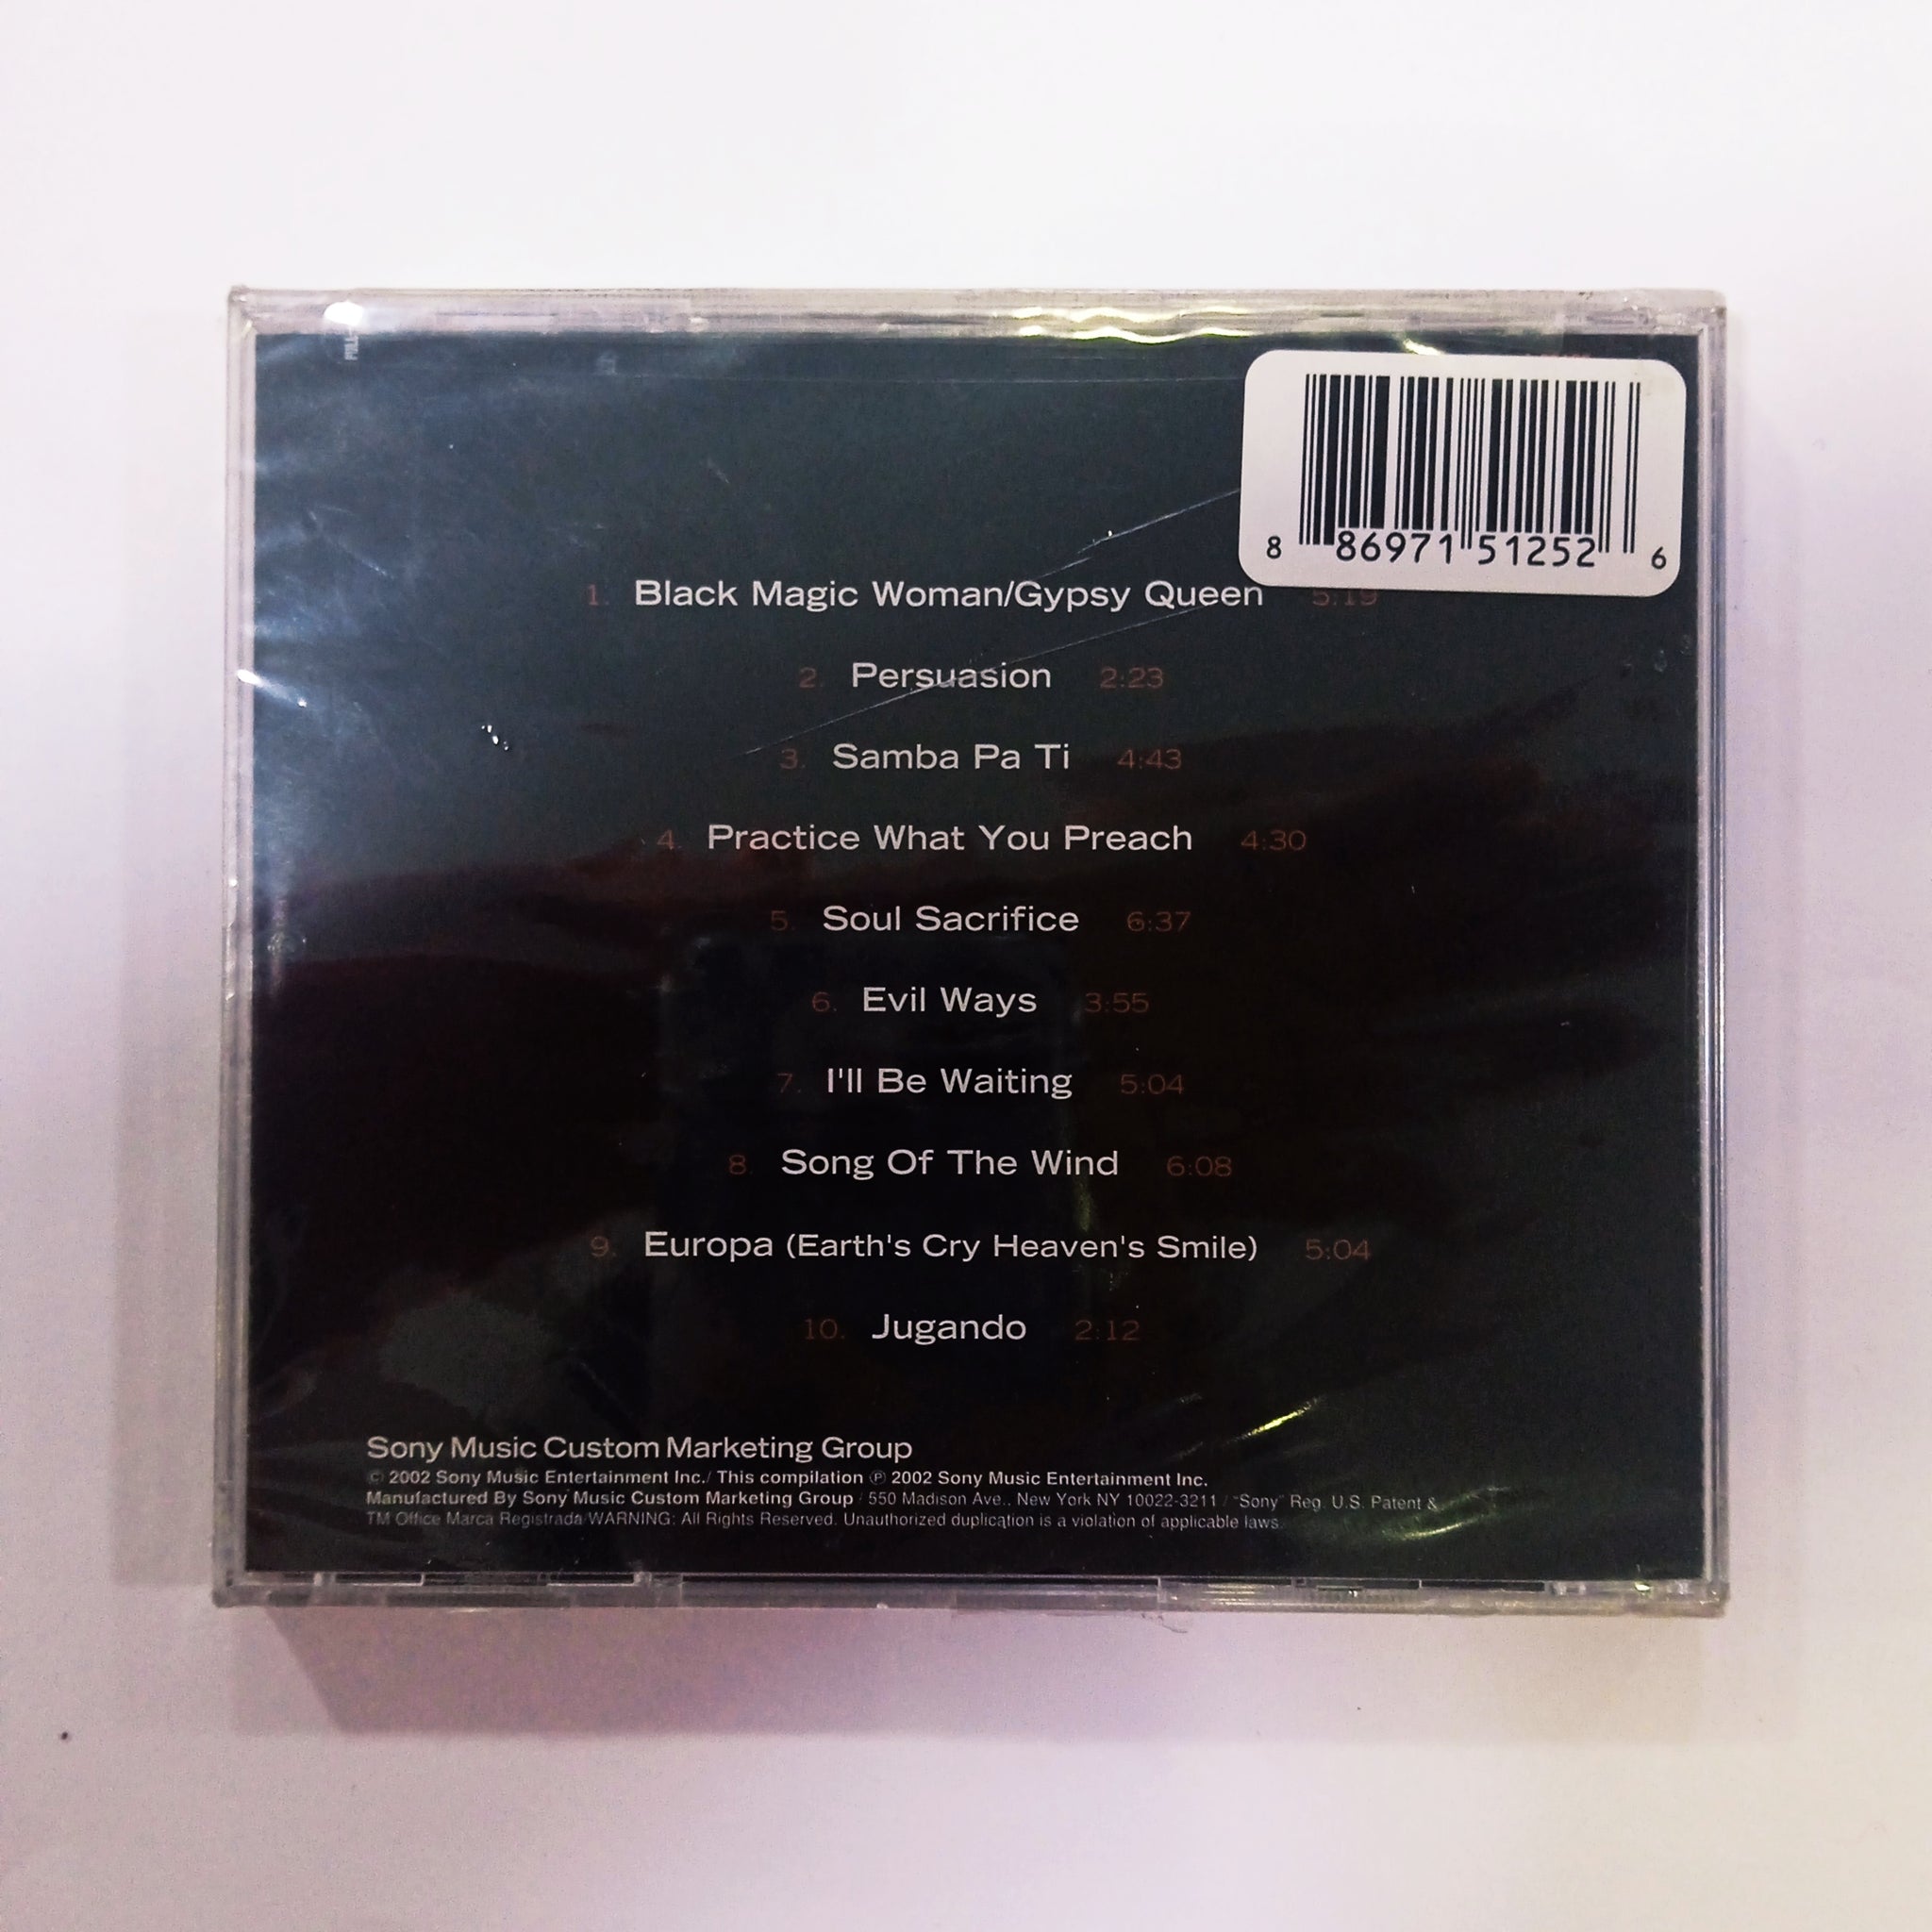 8 86971 51252 6
1. Black Magic Woman/Gypsy Queen 5:19
2. Persuasion 2:23
3. Samba Pa Ti 4:43
4. Practice What You Preach 4:30
5. Soul Sacrifice 6:37
6. Evil Ways 3:55
7. I'll Be Waiting 5:04
8. Song Of The Wind 6:08
9. Europa (Earth's Cry Heaven's Smile) 5:04
10. Jugando 2:12
Sony Music Custom Marketing Group
© 2002 Sony Music Entertainment Inc./ This compilation ℗ 2002 Sony Music Entertainment Inc.
Manufactured By Sony Music Custom Marketing Group / 550 Madison Ave., New York NY 10022-3211 / "Sony" Reg. U.S. Patent &
TM Office Marca Registrada/WARNING: All Rights Reserved. Unauthorized duplication is a violation of applicable laws.